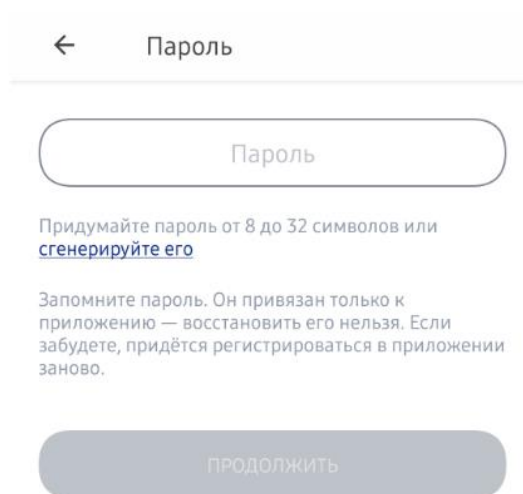 Пароль
Пароль
Придумайте пароль от 8 до 32 символов или
сгенерируйте его
Запомните пароль. Он привязан только к
приложению — восстановить его нельзя. Если
забудете, придётся регистрироваться в приложении
заново.
ПРОДОЛЖИТЬ